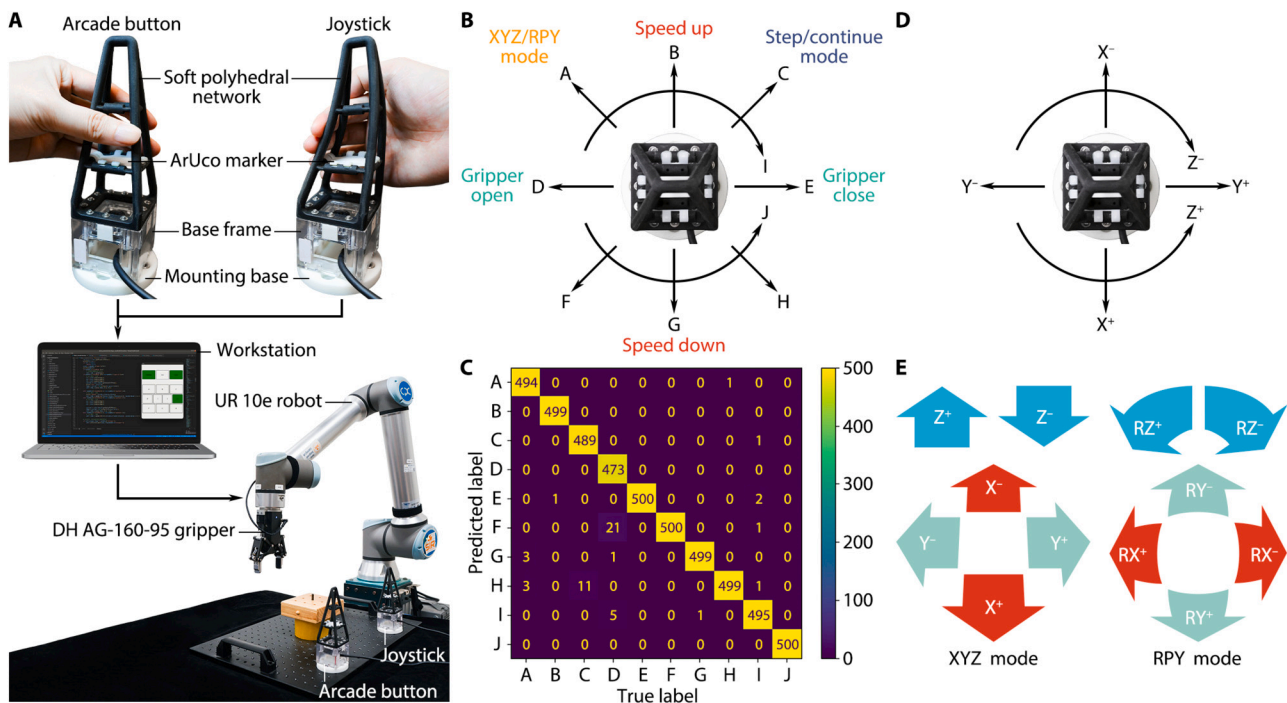 A
Arcade button
Joystick
Soft polyhedral
network
ArUco marker
Base frame
Mounting base
Workstation
UR 10e robot
DH AG-160-95 gripper
Joystick
Arcade button
B
XYZ/RPY
mode
Speed up
Step/continue
mode
A
B
C
Gripper
open
D
I
E
Gripper
close
J
F
G
H
Speed down
C
Predicted label
A 494 0 0 0 0 0 0 1 0 0
B 0 499 0 0 0 0 0 0 0 0
C 0 0 489 0 0 0 0 0 1 0
D 0 0 0 473 0 0 0 0 0 0
E 0 1 0 0 500 0 0 0 2 0
F 0 0 0 21 0 500 0 0 1 0
G 3 0 0 1 0 0 499 0 0 0
H 3 0 11 0 0 0 0 499 1 0
I 0 0 0 5 0 0 1 0 495 0
J 0 0 0 0 0 0 0 0 0 500
A B C D E F G H I J
True label
500
400
300
200
100
0
D
X⁻
Z⁻
Y⁻
Y⁺
Z⁺
X⁺
E
Z⁺
Z⁻
X⁻
Y⁻
Y⁺
X⁺
XYZ mode
RZ⁺
RZ⁻
RY⁻
RX⁺
RX⁻
RY⁺
RPY mode